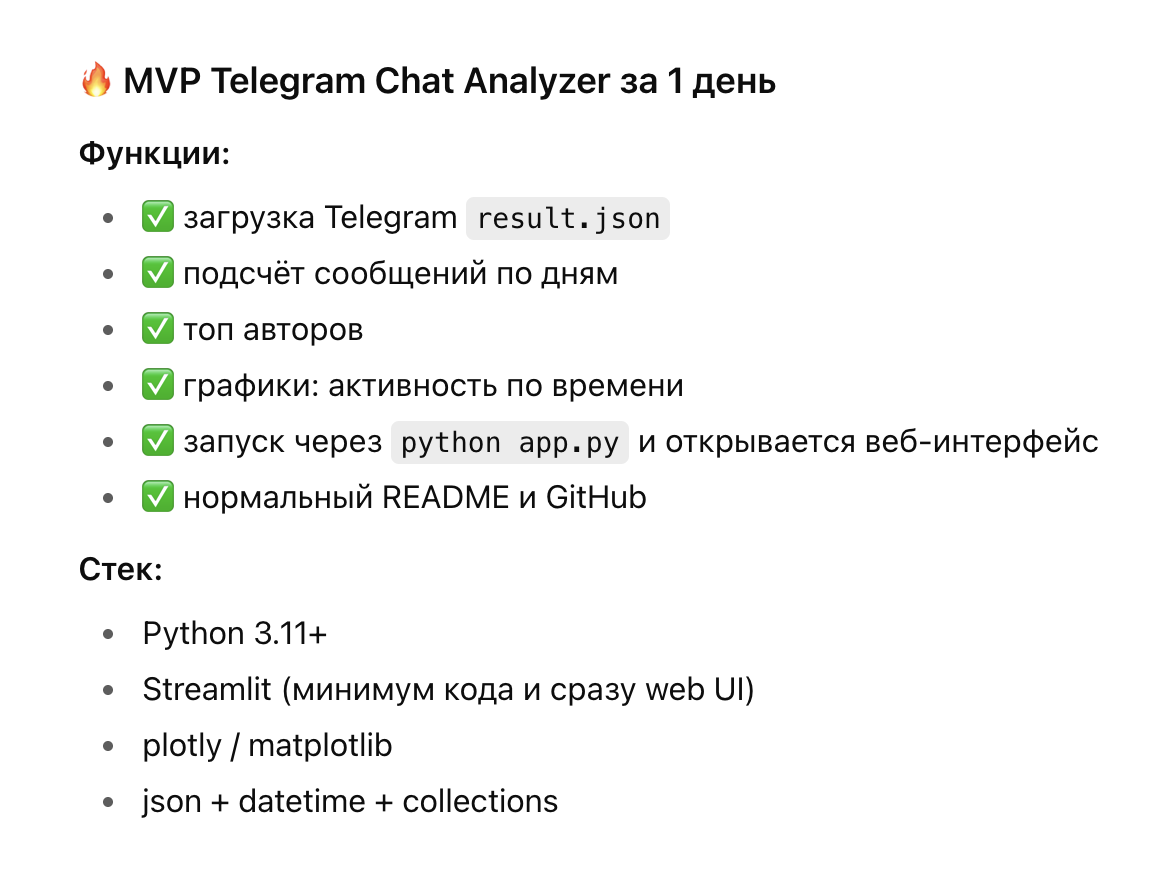 🔥 MVP Telegram Chat Analyzer за 1 день
Функции:
• ✅ загрузка Telegram result.json
• ✅ подсчёт сообщений по дням
• ✅ топ авторов
• ✅ графики: активность по времени
• ✅ запуск через python app.py и открывается веб-интерфейс
• ✅ нормальный README и GitHub
Стек:
• Python 3.11+
• Streamlit (минимум кода и сразу web UI)
• plotly / matplotlib
• json + datetime + collections